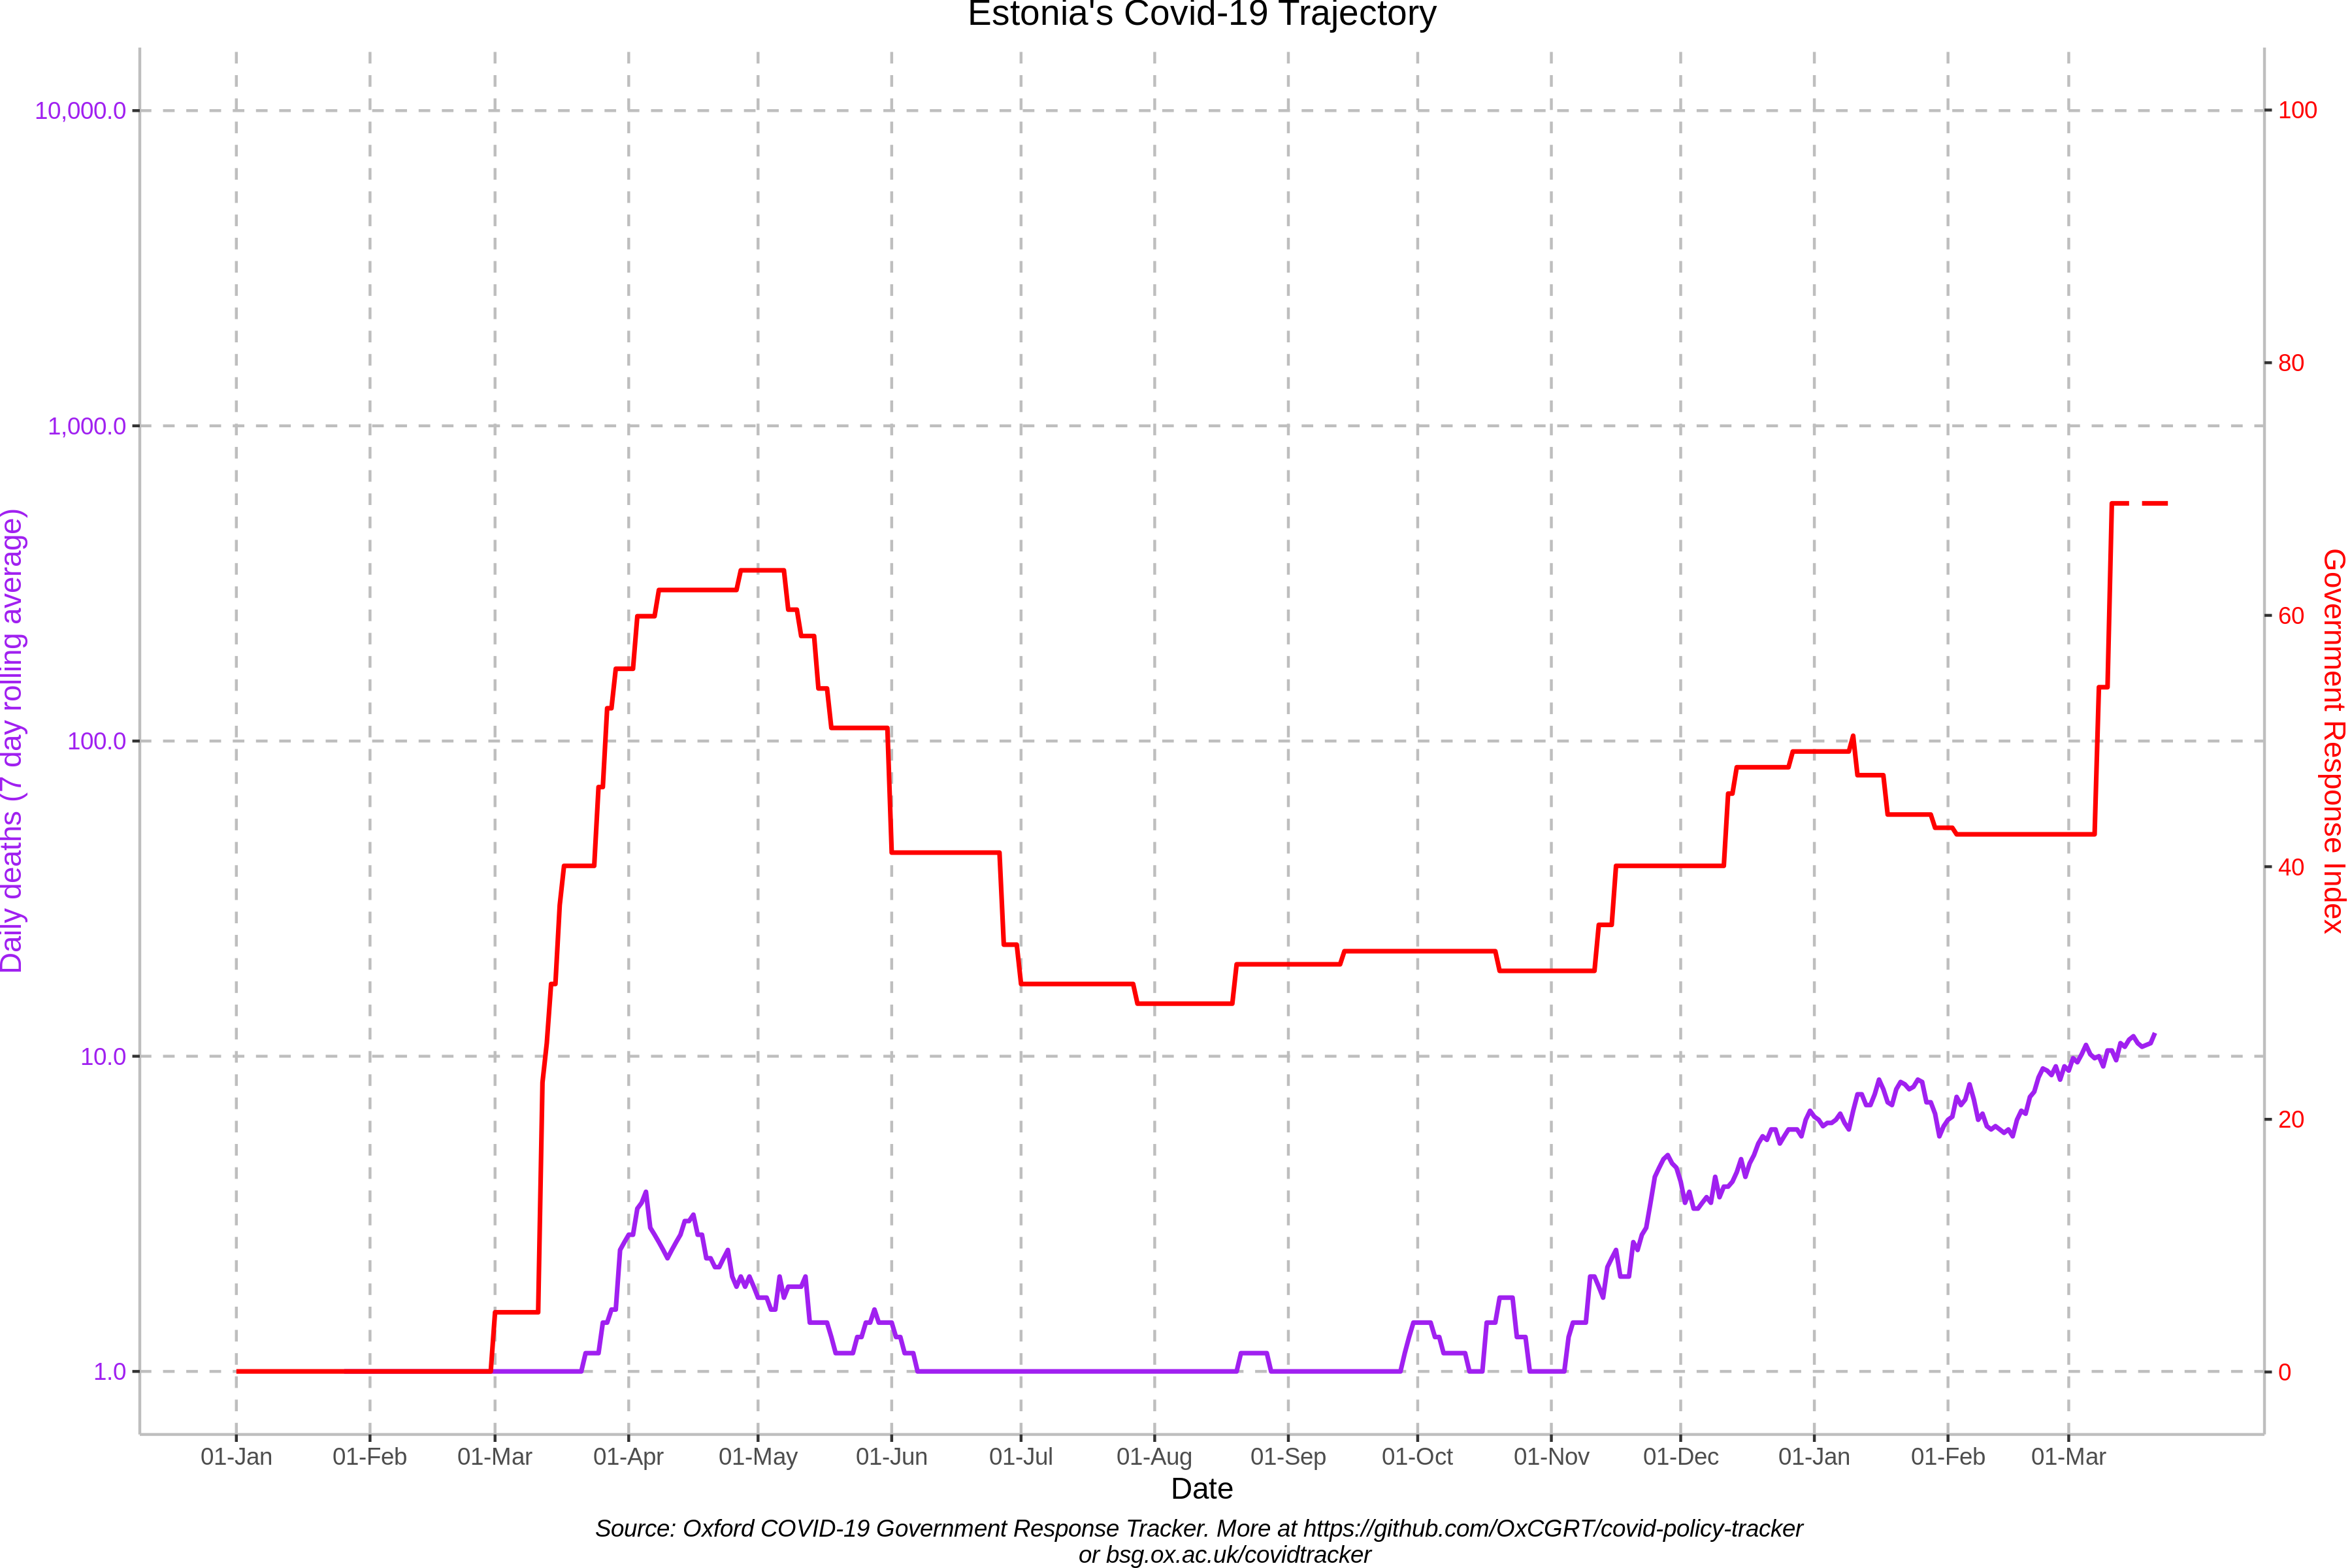 Estonia's Covid-19 Trajectory
10,000.0
1,000.0
100.0
10.0
1.0
Daily deaths (7 day rolling average)
100
80
60
40
20
0
Government Response Index
01-Jan 01-Feb 01-Mar 01-Apr 01-May 01-Jun 01-Jul 01-Aug 01-Sep 01-Oct 01-Nov 01-Dec 01-Jan 01-Feb 01-Mar
Date
Source: Oxford COVID-19 Government Response Tracker. More at https://github.com/OxCGRT/covid-policy-tracker
or bsg.ox.ac.uk/covidtracker